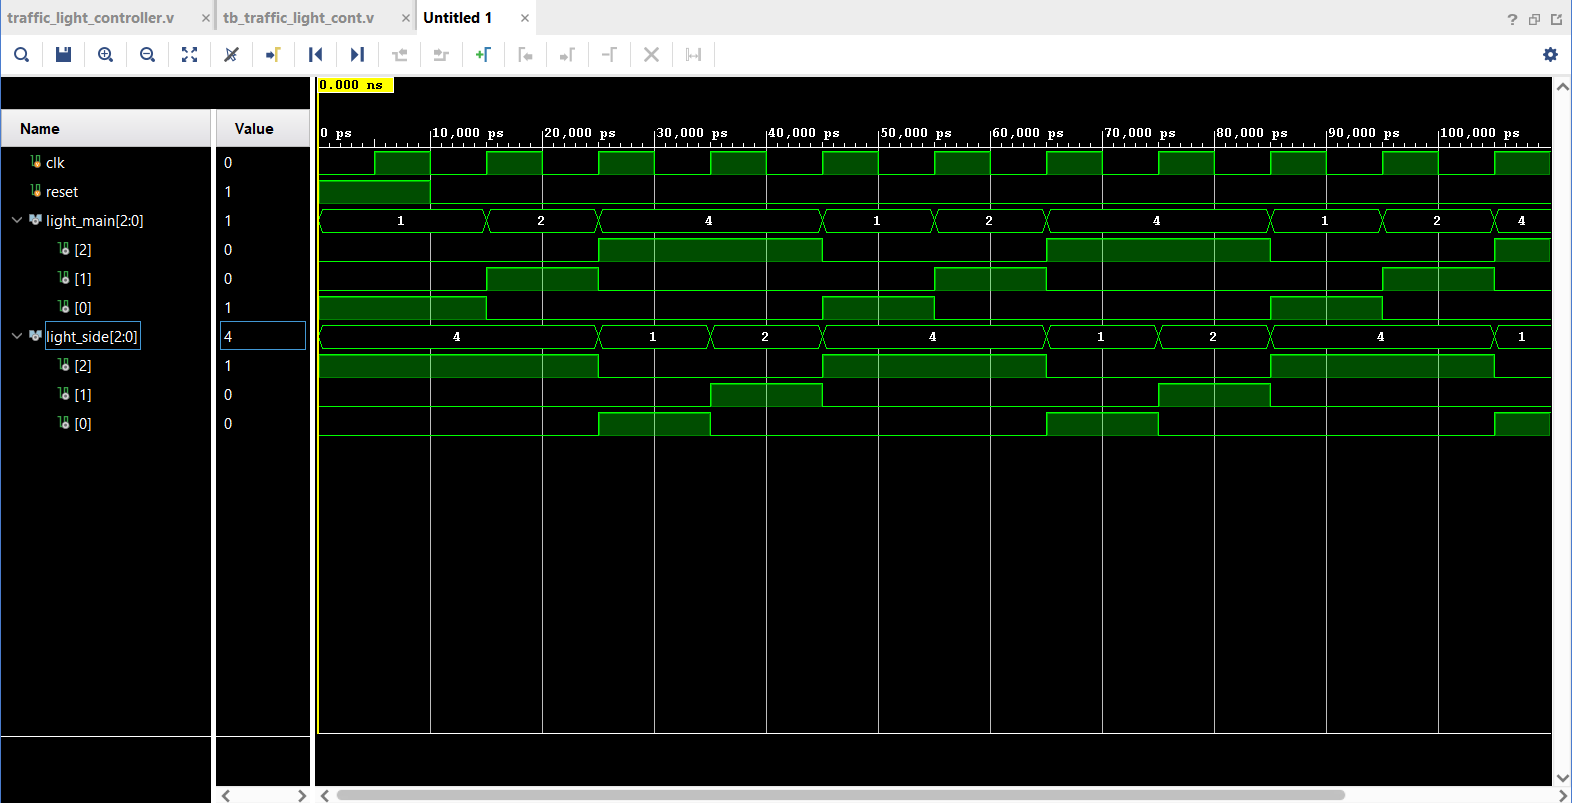 traffic_light_controller.v × tb_traffic_light_cont.v × Untitled 1 × ?
0.000 ns
Name Value
0 ps 10,000 ps 20,000 ps 30,000 ps 40,000 ps 50,000 ps 60,000 ps 70,000 ps 80,000 ps 90,000 ps 100,000 ps
clk 0
reset 1
light_main[2:0] 1 1 2 4 1 2 4 1 2 4
[2] 0
[1] 0
[0] 1
light_side[2:0] 4 4 1 2 4 1 2 4 1
[2] 1
[1] 0
[0] 0